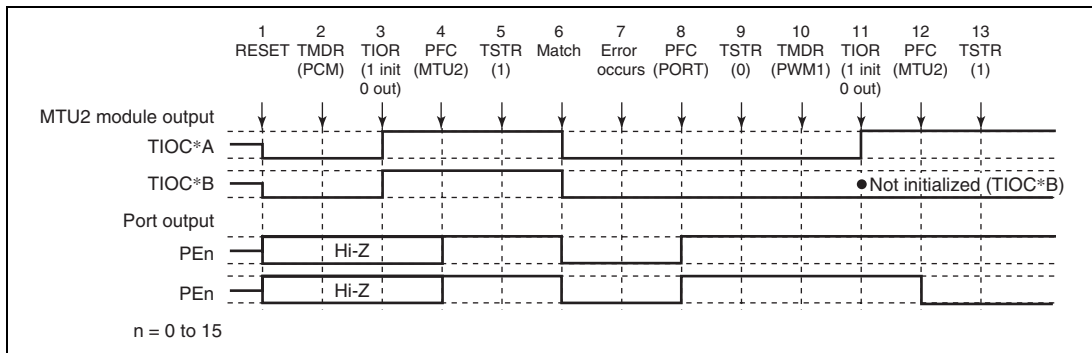 1 2 3 4 5 6 7 8 9 10 11 12 13
RESET TMDR TIOR PFC TSTR Match Error PFC TSTR TMDR TIOR PFC TSTR
(PCM) (1 init (MTU2) (1) occurs (PORT) (0) (PWM1) (1 init (MTU2) (1)
0 out) 0 out)
MTU2 module output
TIOC*A
TIOC*B
● Not initialized (TIOC*B)
Port output
PEn
Hi-Z
PEn
Hi-Z
n = 0 to 15